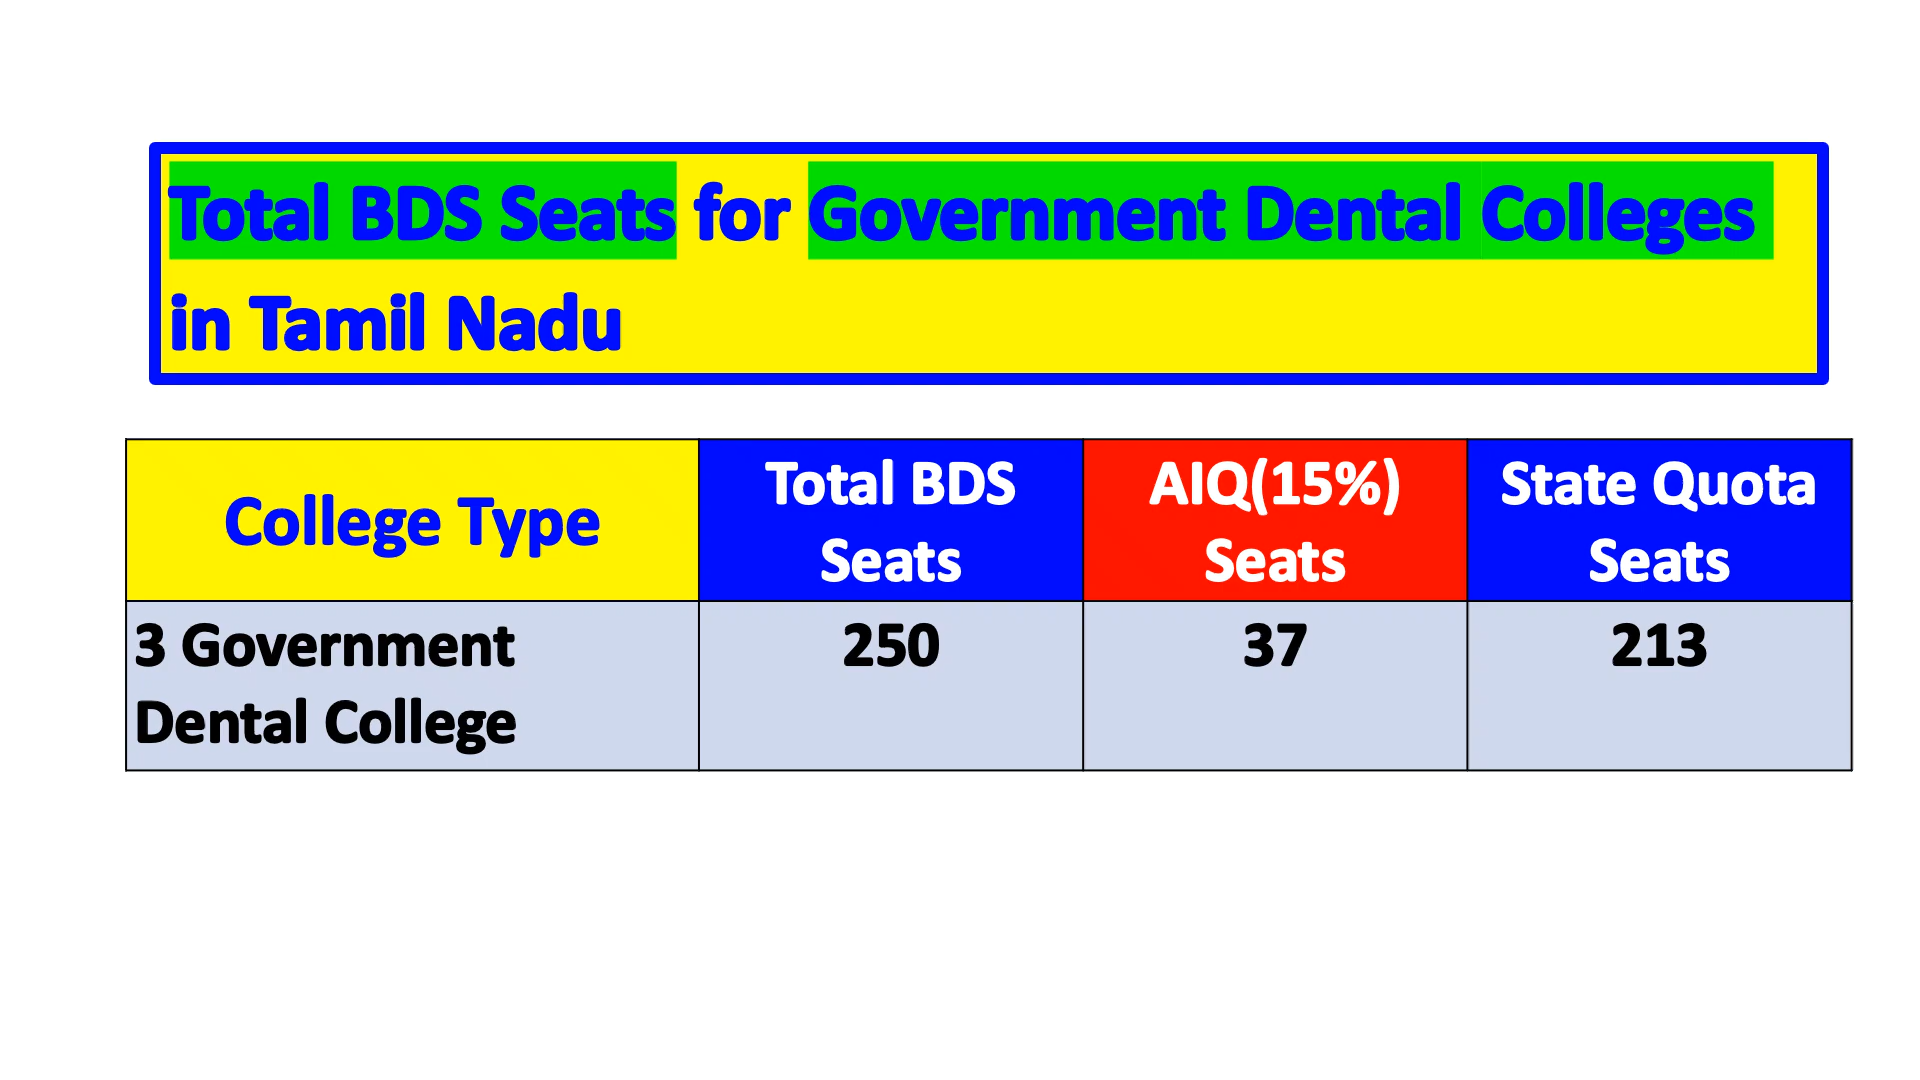 Total BDS Seats for Government Dental Colleges
in Tamil Nadu
College Type
Total BDS
Seats
AIQ(15%)
Seats
State Quota
Seats
3 Government
Dental College
250
37
213